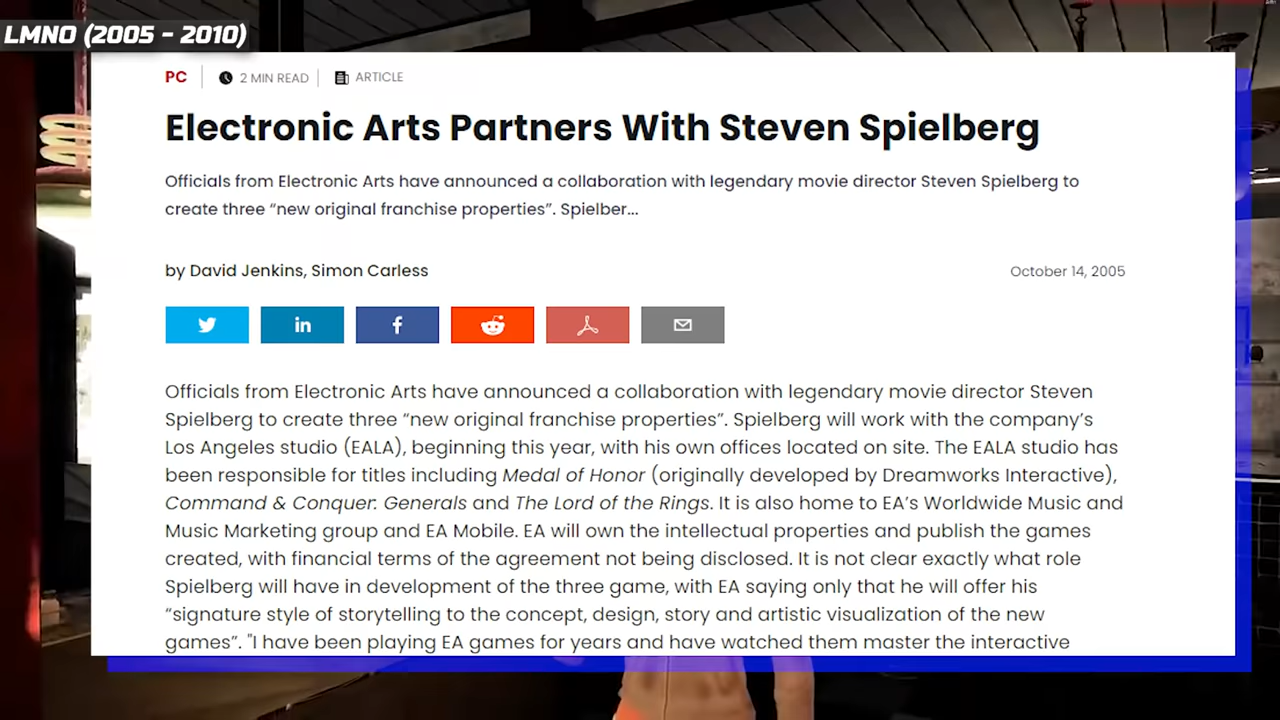 LMNO (2005 - 2010)
PC 2 MIN READ ARTICLE
Electronic Arts Partners With Steven Spielberg
Officials from Electronic Arts have announced a collaboration with legendary movie director Steven Spielberg to
create three “new original franchise properties”. Spielber...
by David Jenkins, Simon Carless October 14, 2005
Officials from Electronic Arts have announced a collaboration with legendary movie director Steven
Spielberg to create three “new original franchise properties”. Spielberg will work with the company’s
Los Angeles studio (EALA), beginning this year, with his own offices located on site. The EALA studio has
been responsible for titles including Medal of Honor (originally developed by Dreamworks Interactive),
Command & Conquer: Generals and The Lord of the Rings. It is also home to EA’s Worldwide Music and
Music Marketing group and EA Mobile. EA will own the intellectual properties and publish the games
created, with financial terms of the agreement not being disclosed. It is not clear exactly what role
Spielberg will have in development of the three game, with EA saying only that he will offer his
“signature style of storytelling to the concept, design, story and artistic visualization of the new
games”. "I have been playing EA games for years and have watched them master the interactive